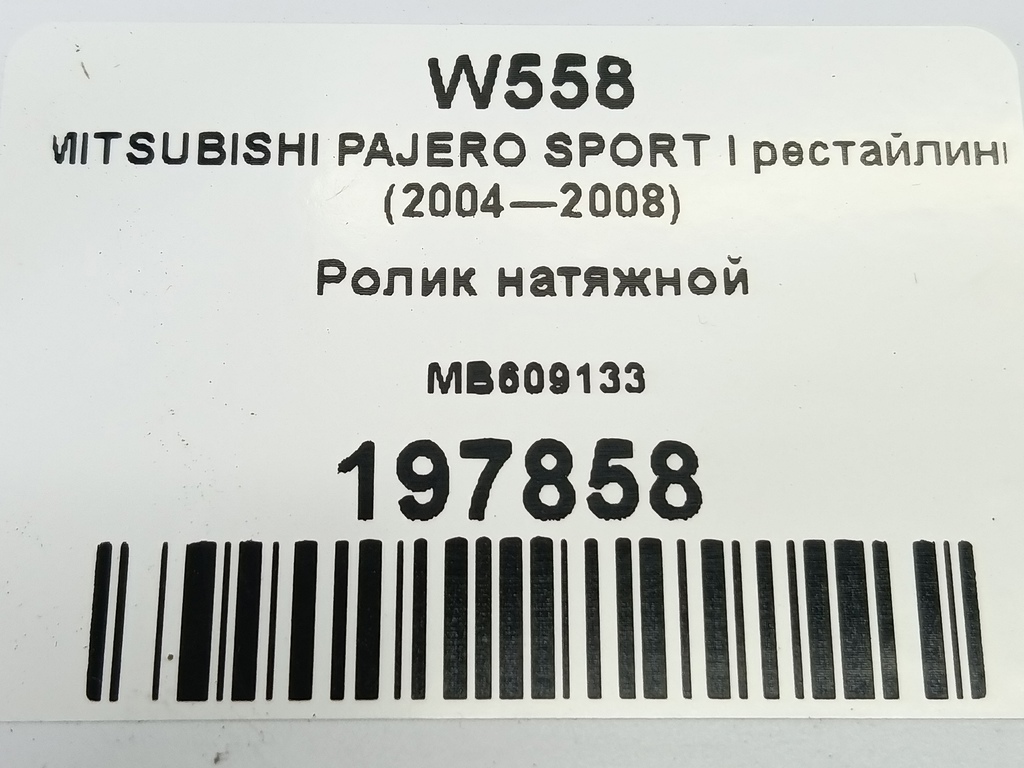 W558
MITSUBISHI PAJERO SPORT I рестайлинг
(2004—2008)
Ролик натяжной
MB609133
197858